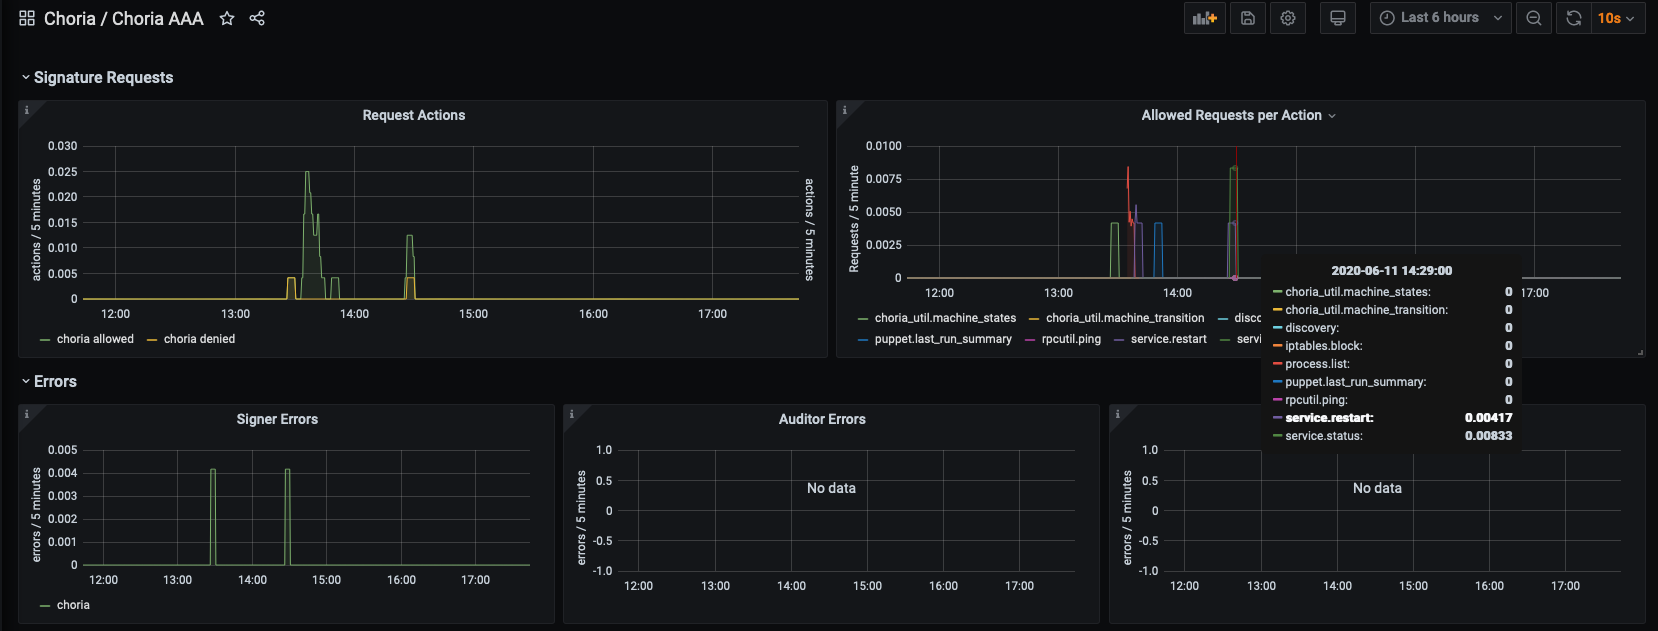 Choria / Choria AAA
Last 6 hours
10s
Signature Requests
Request Actions
actions / 5 minutes
0.030
0.025
0.020
0.015
0.010
0.005
0
actions / 5 minutes
12:00 13:00 14:00 15:00 16:00 17:00
choria allowed choria denied
Allowed Requests per Action
Requests / 5 minute
0.0100
0.0075
0.0050
0.0025
0
12:00 13:00 14:00 17:00
choria_util.machine_states choria_util.machine_transition disco
puppet.last_run_summary rpcutil.ping service.restart servi
2020-06-11 14:29:00
choria_util.machine_states: 0
choria_util.machine_transition: 0
discovery: 0
iptables.block: 0
process.list: 0
puppet.last_run_summary: 0
rpcutil.ping: 0
service.restart: 0.00417
service.status: 0.00833
Errors
Signer Errors
errors / 5 minutes
0.005
0.004
0.003
0.002
0.001
0
12:00 13:00 14:00 15:00 16:00 17:00
choria
Auditor Errors
errors / 5 minutes
1.0
0.5
0
-0.5
-1.0
No data
12:00 13:00 14:00 15:00 16:00 17:00
errors / 5 minutes
1.0
0.5
0
-0.5
-1.0
No data
12:00 13:00 14:00 15:00 16:00 17:00